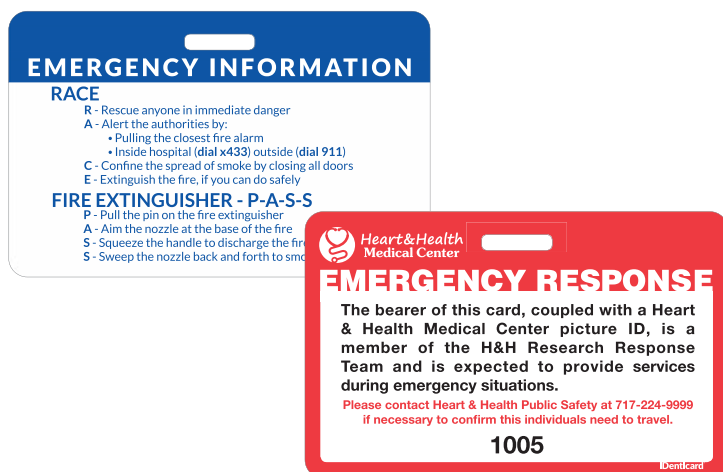 EMERGENCY INFORMATION
RACE
R - Rescue anyone in immediate danger
A - Alert the authorities by:
• Pulling the closest fire alarm
• Inside hospital (dial x433) outside (dial 911)
C - Confine the spread of smoke by closing all doors
E - Extinguish the fire, if you can do safely
FIRE EXTINGUISHER - P-A-S-S
P - Pull the pin on the fire extinguisher
A - Aim the nozzle at the base of the fire
S - Squeeze the handle to discharge the
S - Sweep the nozzle back and forth to
Heart&Health
Medical Center
EMERGENCY RESPONSE
The bearer of this card, coupled with a Heart
& Health Medical Center picture ID, is a
member of the H&H Research Response
Team and is expected to provide services
during emergency situations.
Please contact Heart & Health Public Safety at 717-224-9999
if necessary to confirm this individuals need to travel.
1005
IDenticard